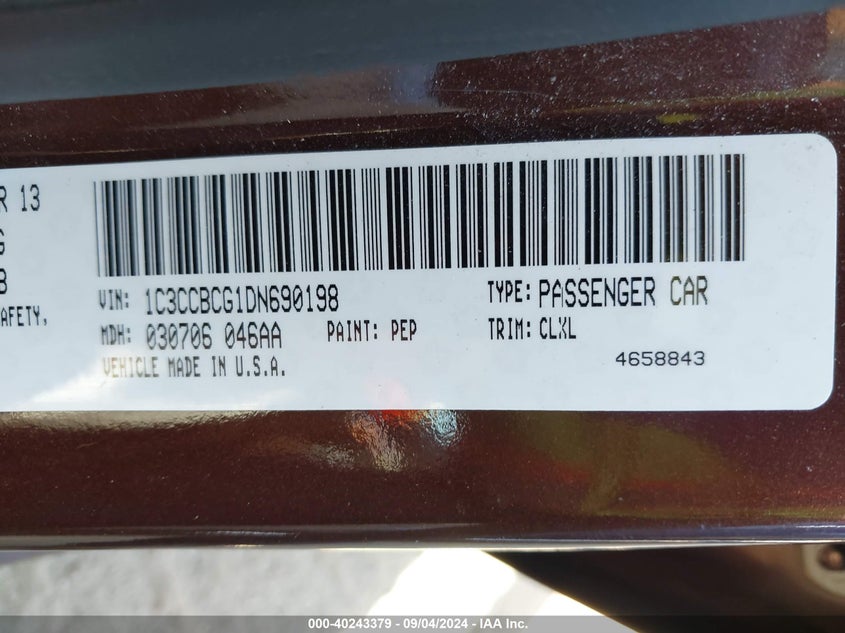 R 13
G
8
AFETY,
VIN: 1C3CCBCG1DN690198 TYPE: PASSENGER CAR
MDH: 030706 046AA PAINT: PEP TRIM: CLXL
VEHICLE MADE IN U.S.A. 4658843
000-40243379 - 09/04/2024 - IAA Inc.